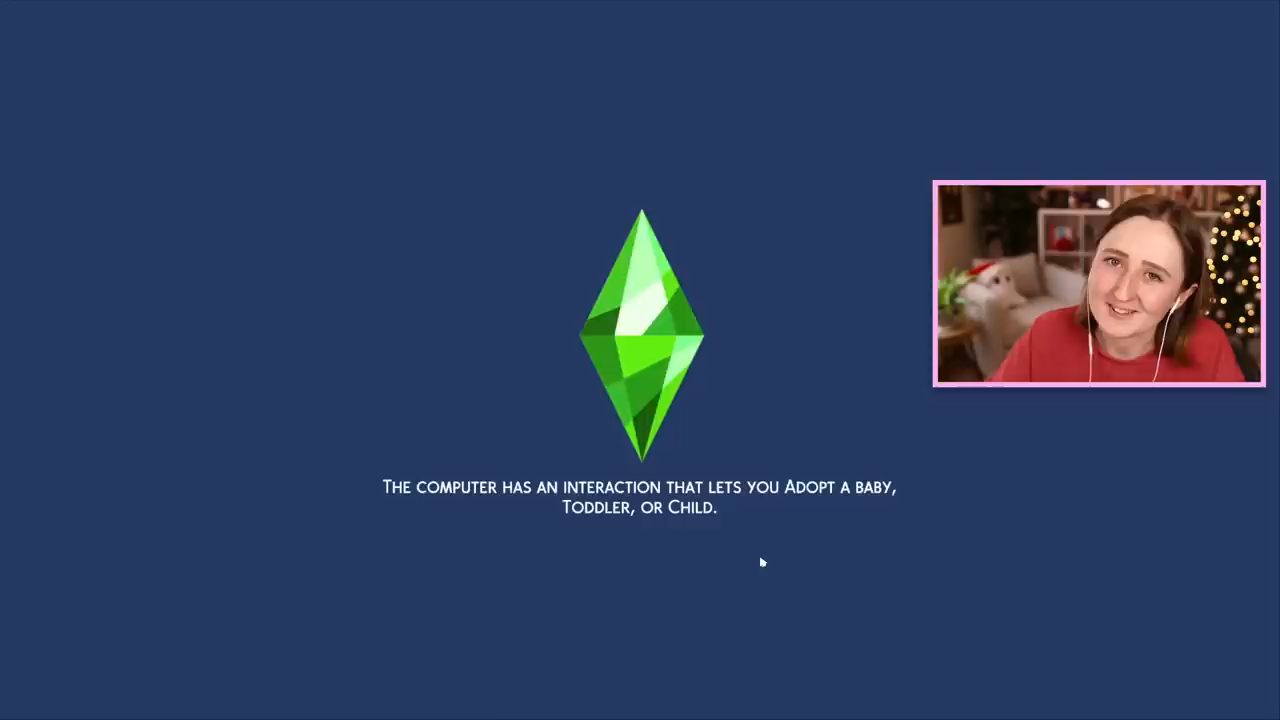 The computer has an interaction that lets you Adopt a baby,
Toddler, or Child.